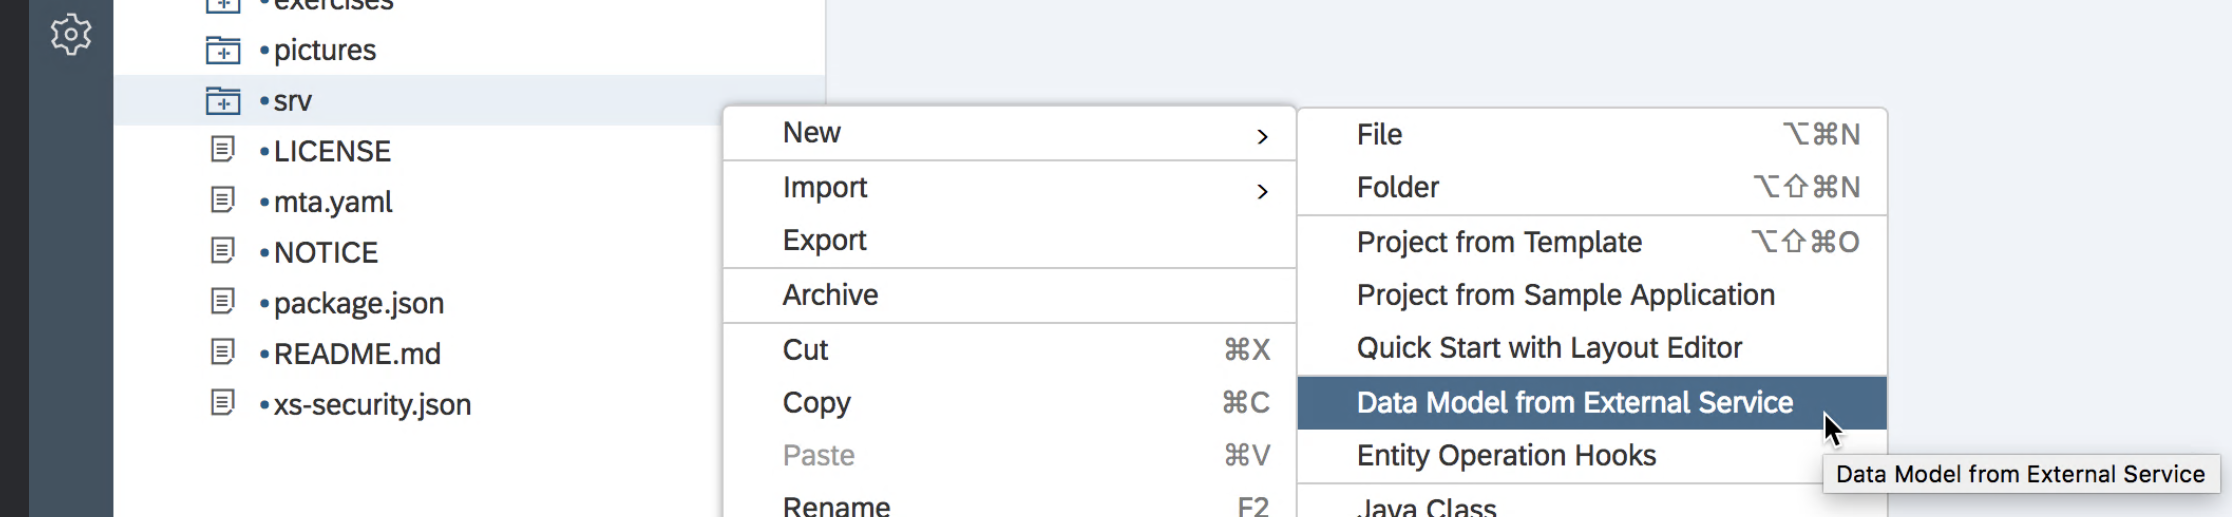 exercises
pictures
srv
LICENSE
mta.yaml
NOTICE
package.json
README.md
xs-security.json
New
Import
Export
Archive
Cut ⌘X
Copy ⌘C
Paste ⌘V
Rename F2
File ⌥⌘N
Folder ⌥⇧⌘N
Project from Template ⌥⇧⌘O
Project from Sample Application
Quick Start with Layout Editor
Data Model from External Service
Entity Operation Hooks
Java Class
Data Model from External Service